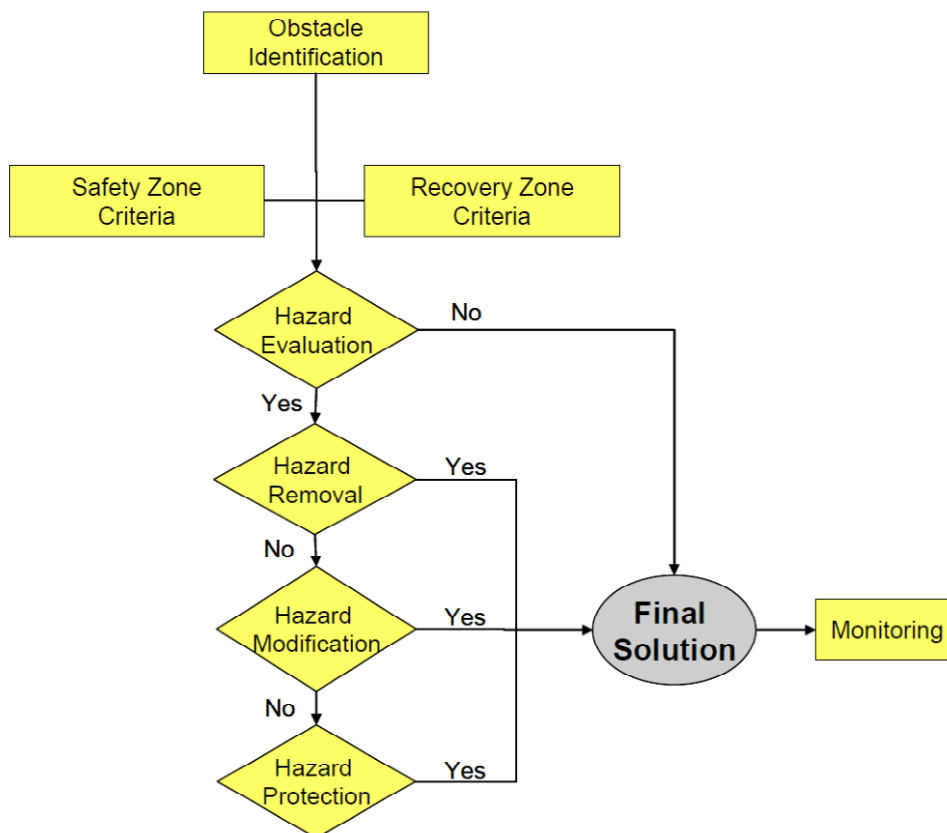 Obstacle
Identification
Safety Zone
Criteria
Recovery Zone
Criteria
Hazard
Evaluation
No
Yes
Hazard
Removal
Yes
No
Hazard
Modification
Yes
Final
Solution
Monitoring
No
Hazard
Protection
Yes